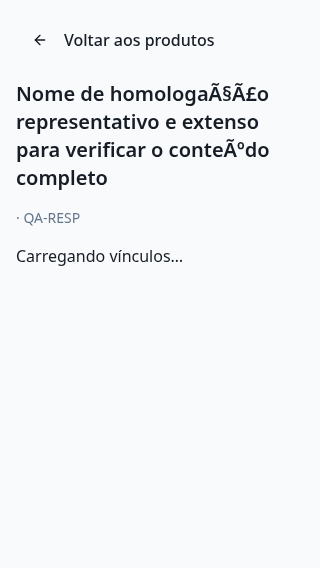 Voltar aos produtos
Nome de homologaÃ§Ã£o
representativo e extenso
para verificar o conteÃºdo
completo
· QA-RESP
Carregando vínculos...